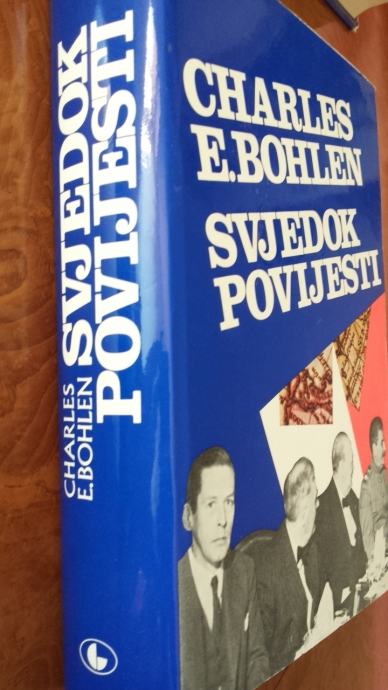 CHARLES
E.BOHLEN
SVJEDOK
POVIJESTI
CHARLES
E.BOHLEN
SVJEDOK
POVIJESTI